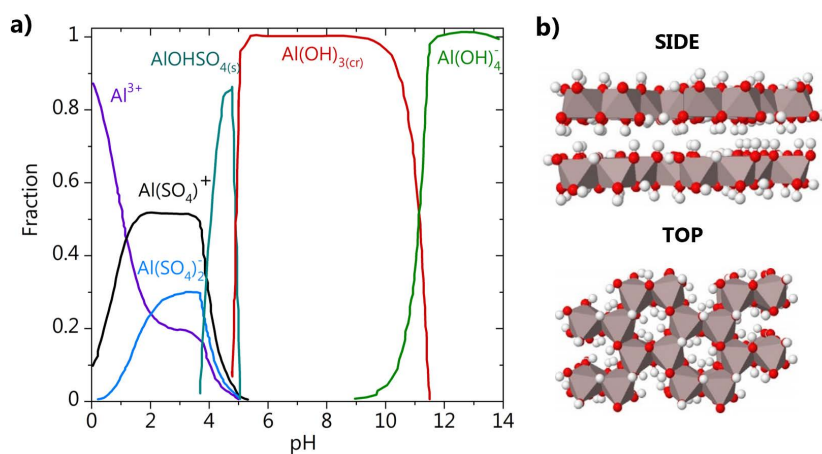 a)
b)
1
0.8
0.6
0.4
0.2
0
Fraction
0
2
4
6
8
10
12
14
pH
Al³⁺
AlOHSO₄₍ₛ₎
Al(OH)₃₍cr₎
Al(OH)₄⁻
Al(SO₄)⁺
Al(SO₄)₂⁻
SIDE
TOP